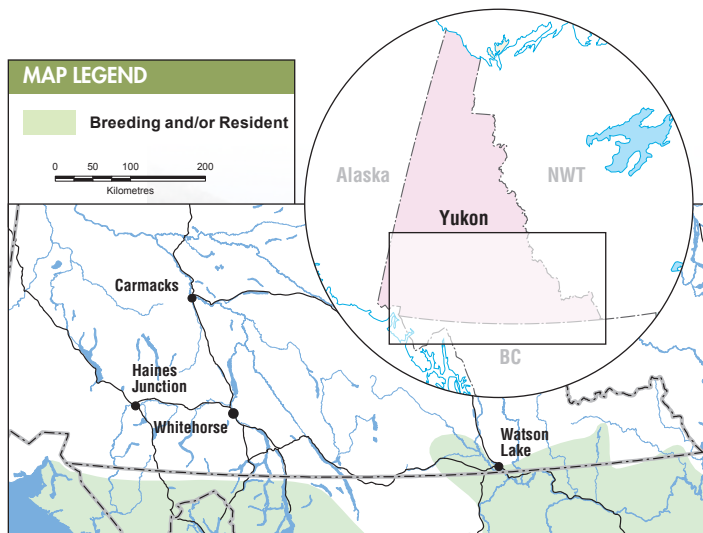 MAP LEGEND
Breeding and/or Resident
0 50 100 200
Kilometres
Alaska
NWT
Yukon
BC
Carmacks
Haines
Junction
Whitehorse
Watson
Lake